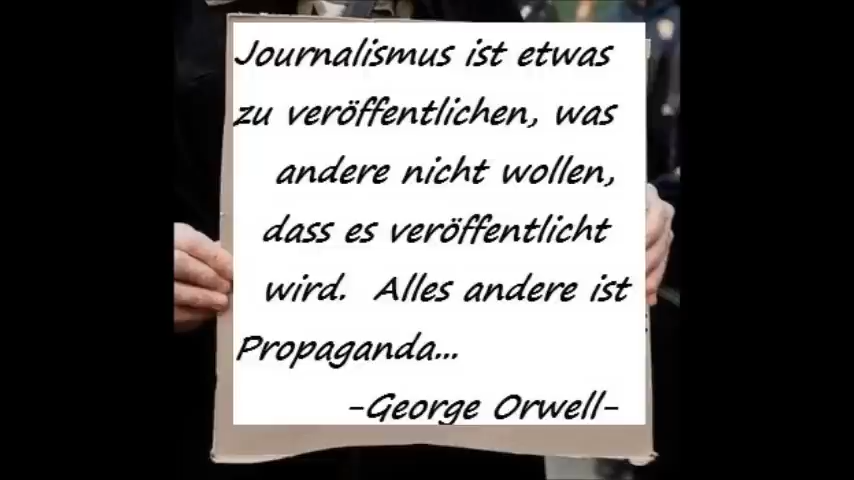 Journalismus ist etwas
zu veröffentlichen, was
andere nicht wollen,
dass es veröffentlicht
wird. Alles andere ist
Propaganda...
-George Orwell-